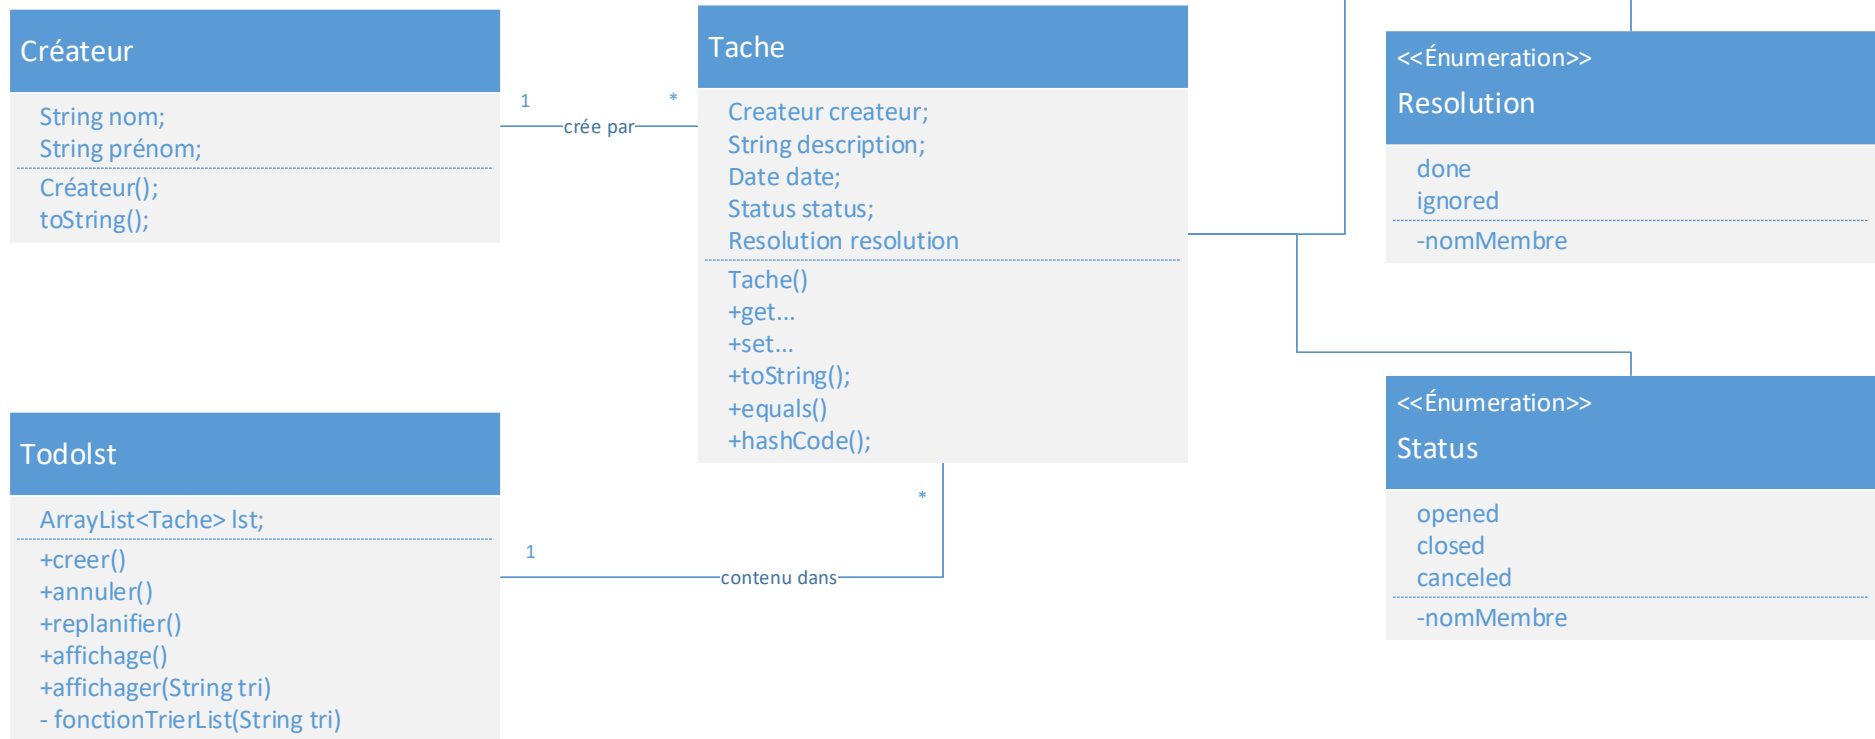 Créateur
String nom;
String prénom;
Créateur();
toString();
1
*
crée par
Tache
Createur createur;
String description;
Date date;
Status status;
Resolution resolution
Tache()
+get...
+set...
+toString();
+equals()
+hashCode();
<<Énumeration>>
Resolution
done
ignored
-nomMembre
Todolst
ArrayList<Tache> lst;
+creer()
+annuler()
+replanifier()
+affichage()
+affichager(String tri)
- fonctionTrierList(String tri)
1
*
contenu dans
<<Énumeration>>
Status
opened
closed
canceled
-nomMembre